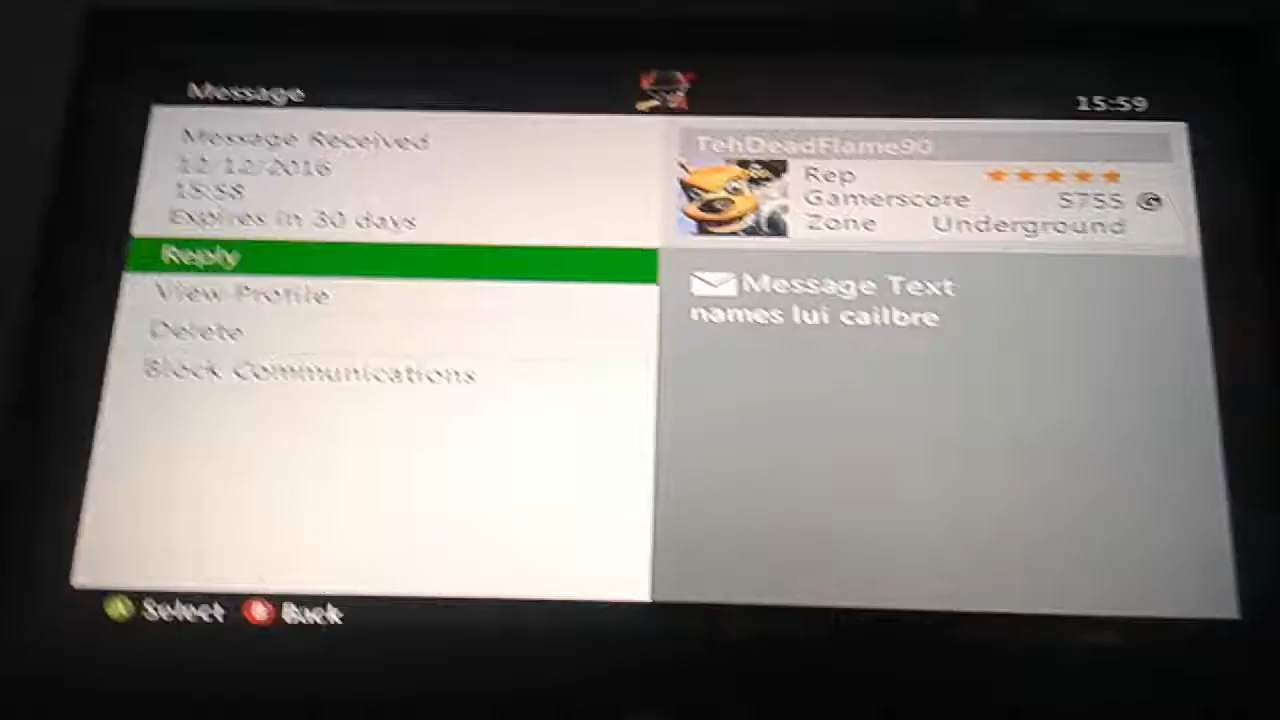 Message
15:59
Message Received
12/12/2016
15:58
Expires in 30 days
Reply
View Profile
Delete
Block Communications
TehDeadFlame90
Rep
Gamerscore 5755 G
Zone Underground
Message Text
names lui cailbre
A Select B Back